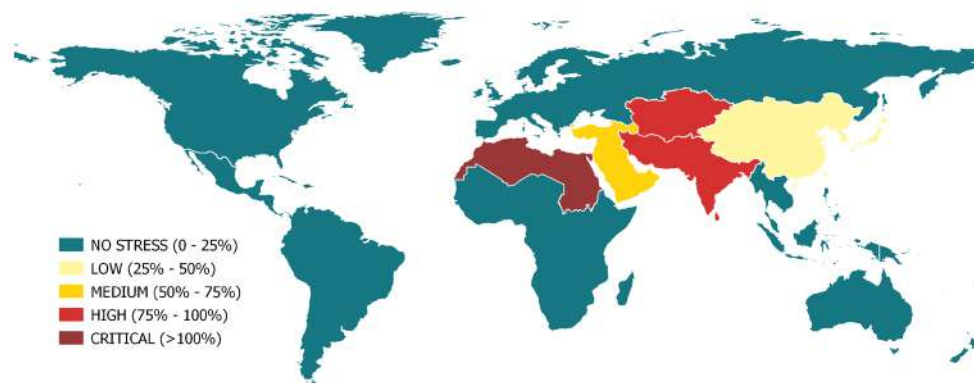 NO STRESS (0 - 25%)
LOW (25% - 50%)
MEDIUM (50% - 75%)
HIGH (75% - 100%)
CRITICAL (>100%)